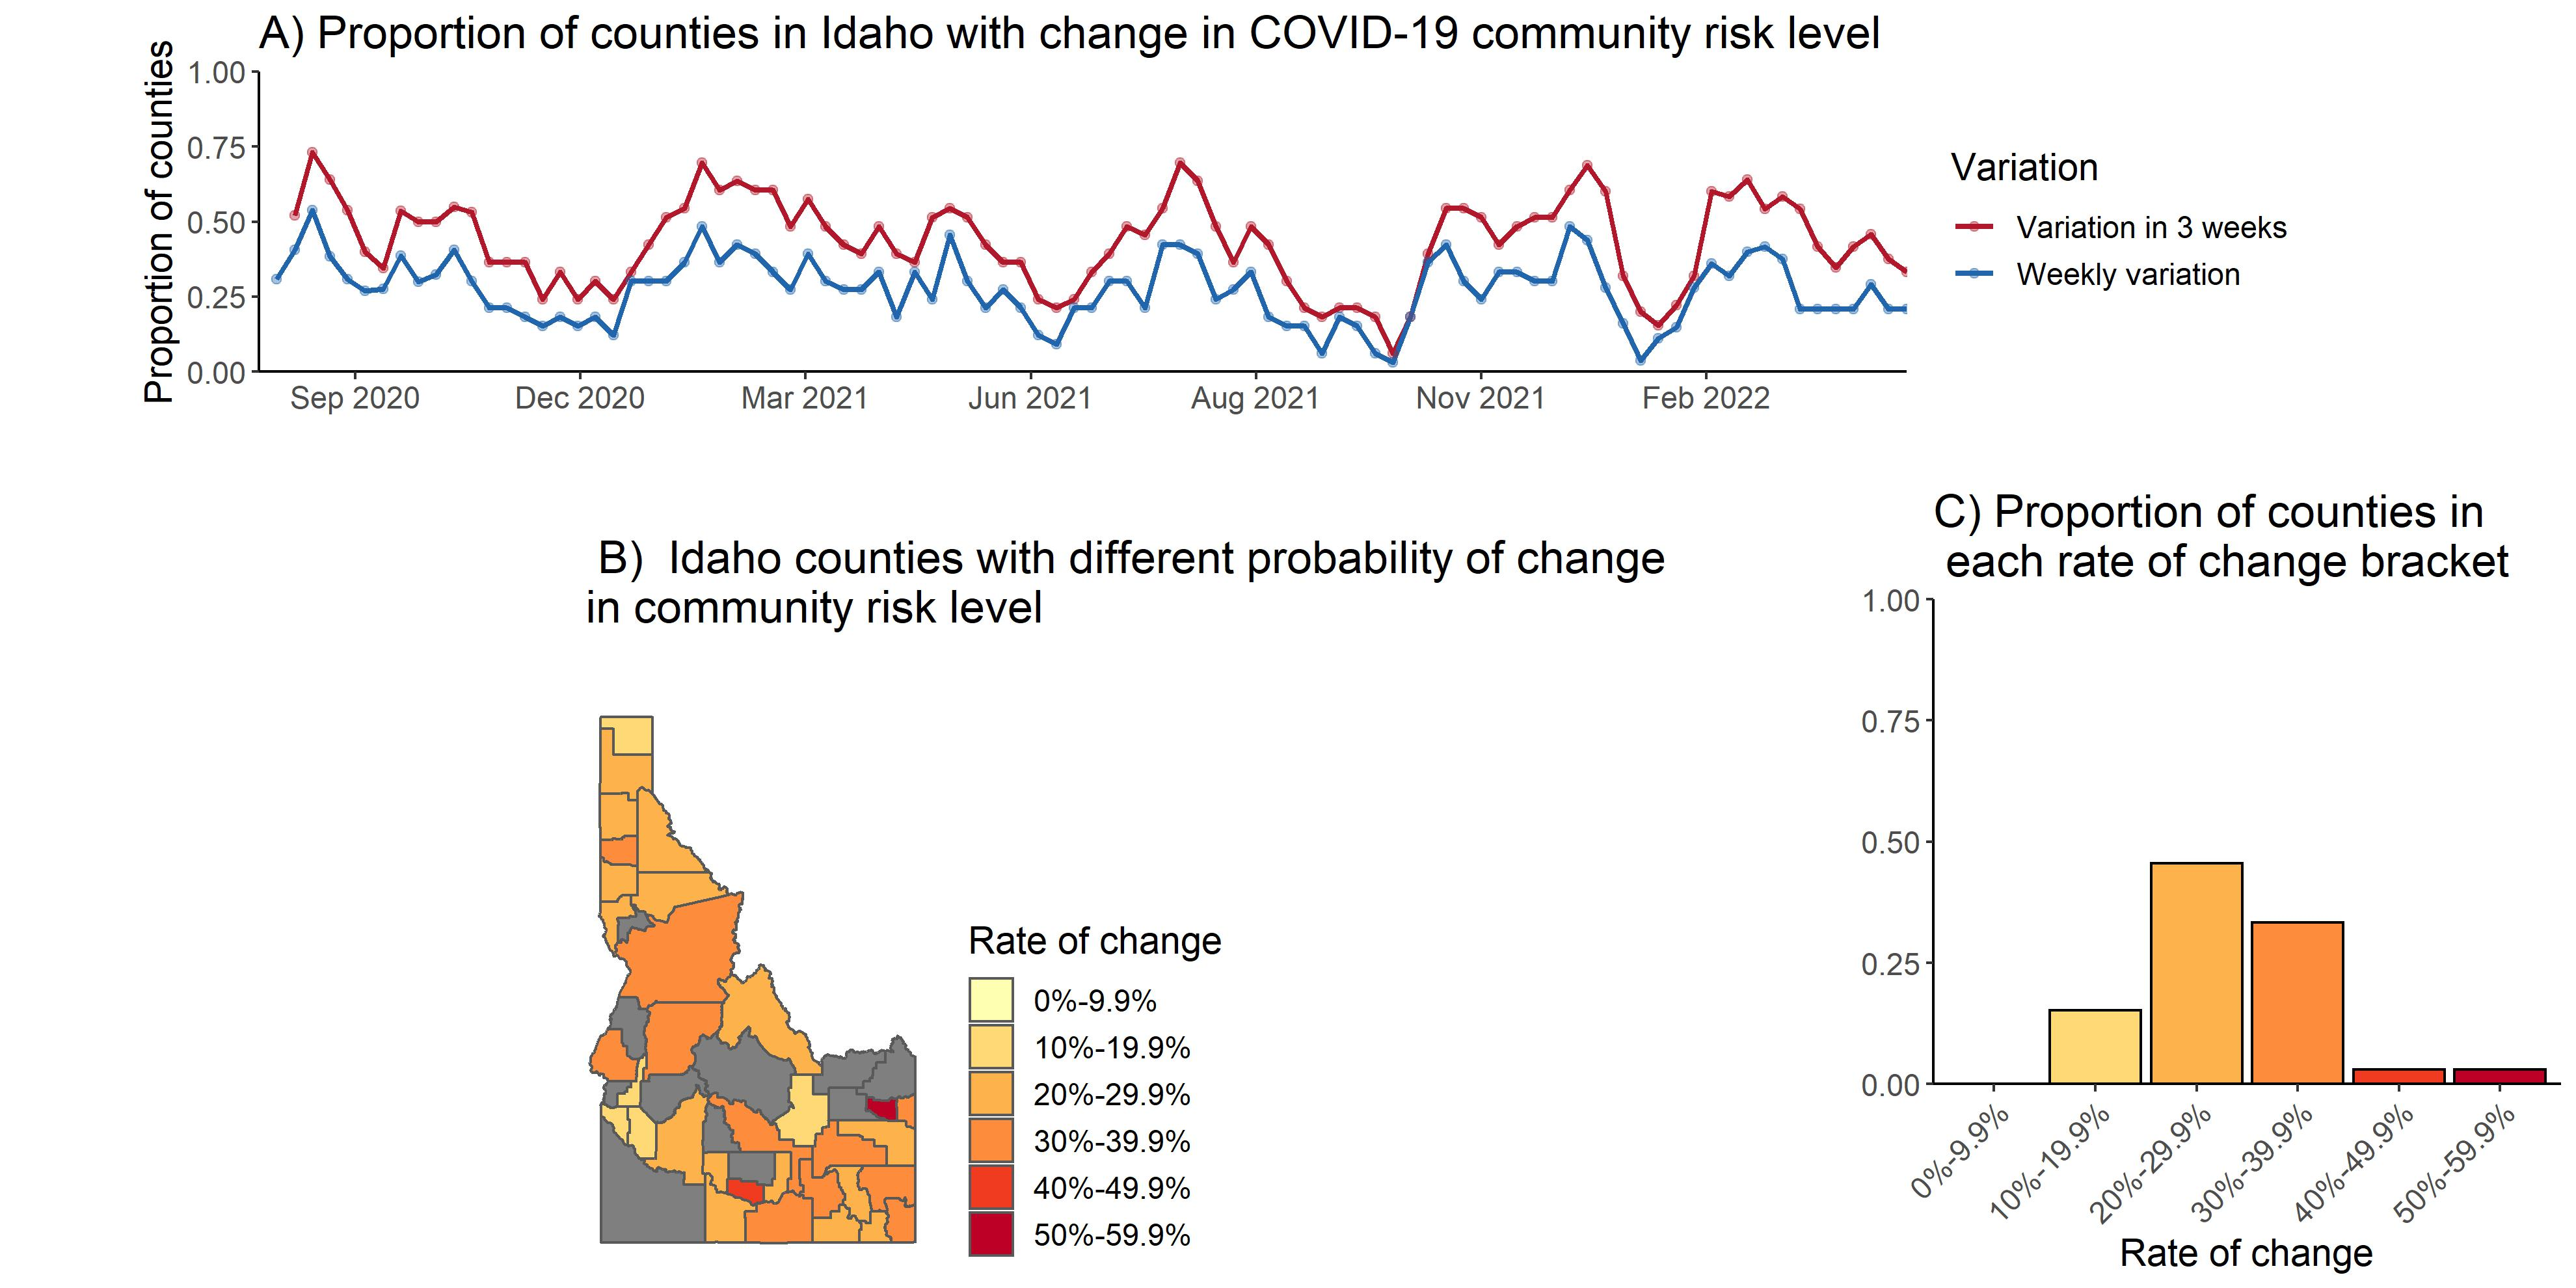 A) Proportion of counties in Idaho with change in COVID-19 community risk level
Proportion of counties
1.00
0.75
0.50
0.25
0.00
Sep 2020
Dec 2020
Mar 2021
Jun 2021
Aug 2021
Nov 2021
Feb 2022
Variation
Variation in 3 weeks
Weekly variation
B) Idaho counties with different probability of change
in community risk level
Rate of change
0%-9.9%
10%-19.9%
20%-29.9%
30%-39.9%
40%-49.9%
50%-59.9%
C) Proportion of counties in
each rate of change bracket
1.00
0.75
0.50
0.25
0.00
0%-9.9%
10%-19.9%
20%-29.9%
30%-39.9%
40%-49.9%
50%-59.9%
Rate of change